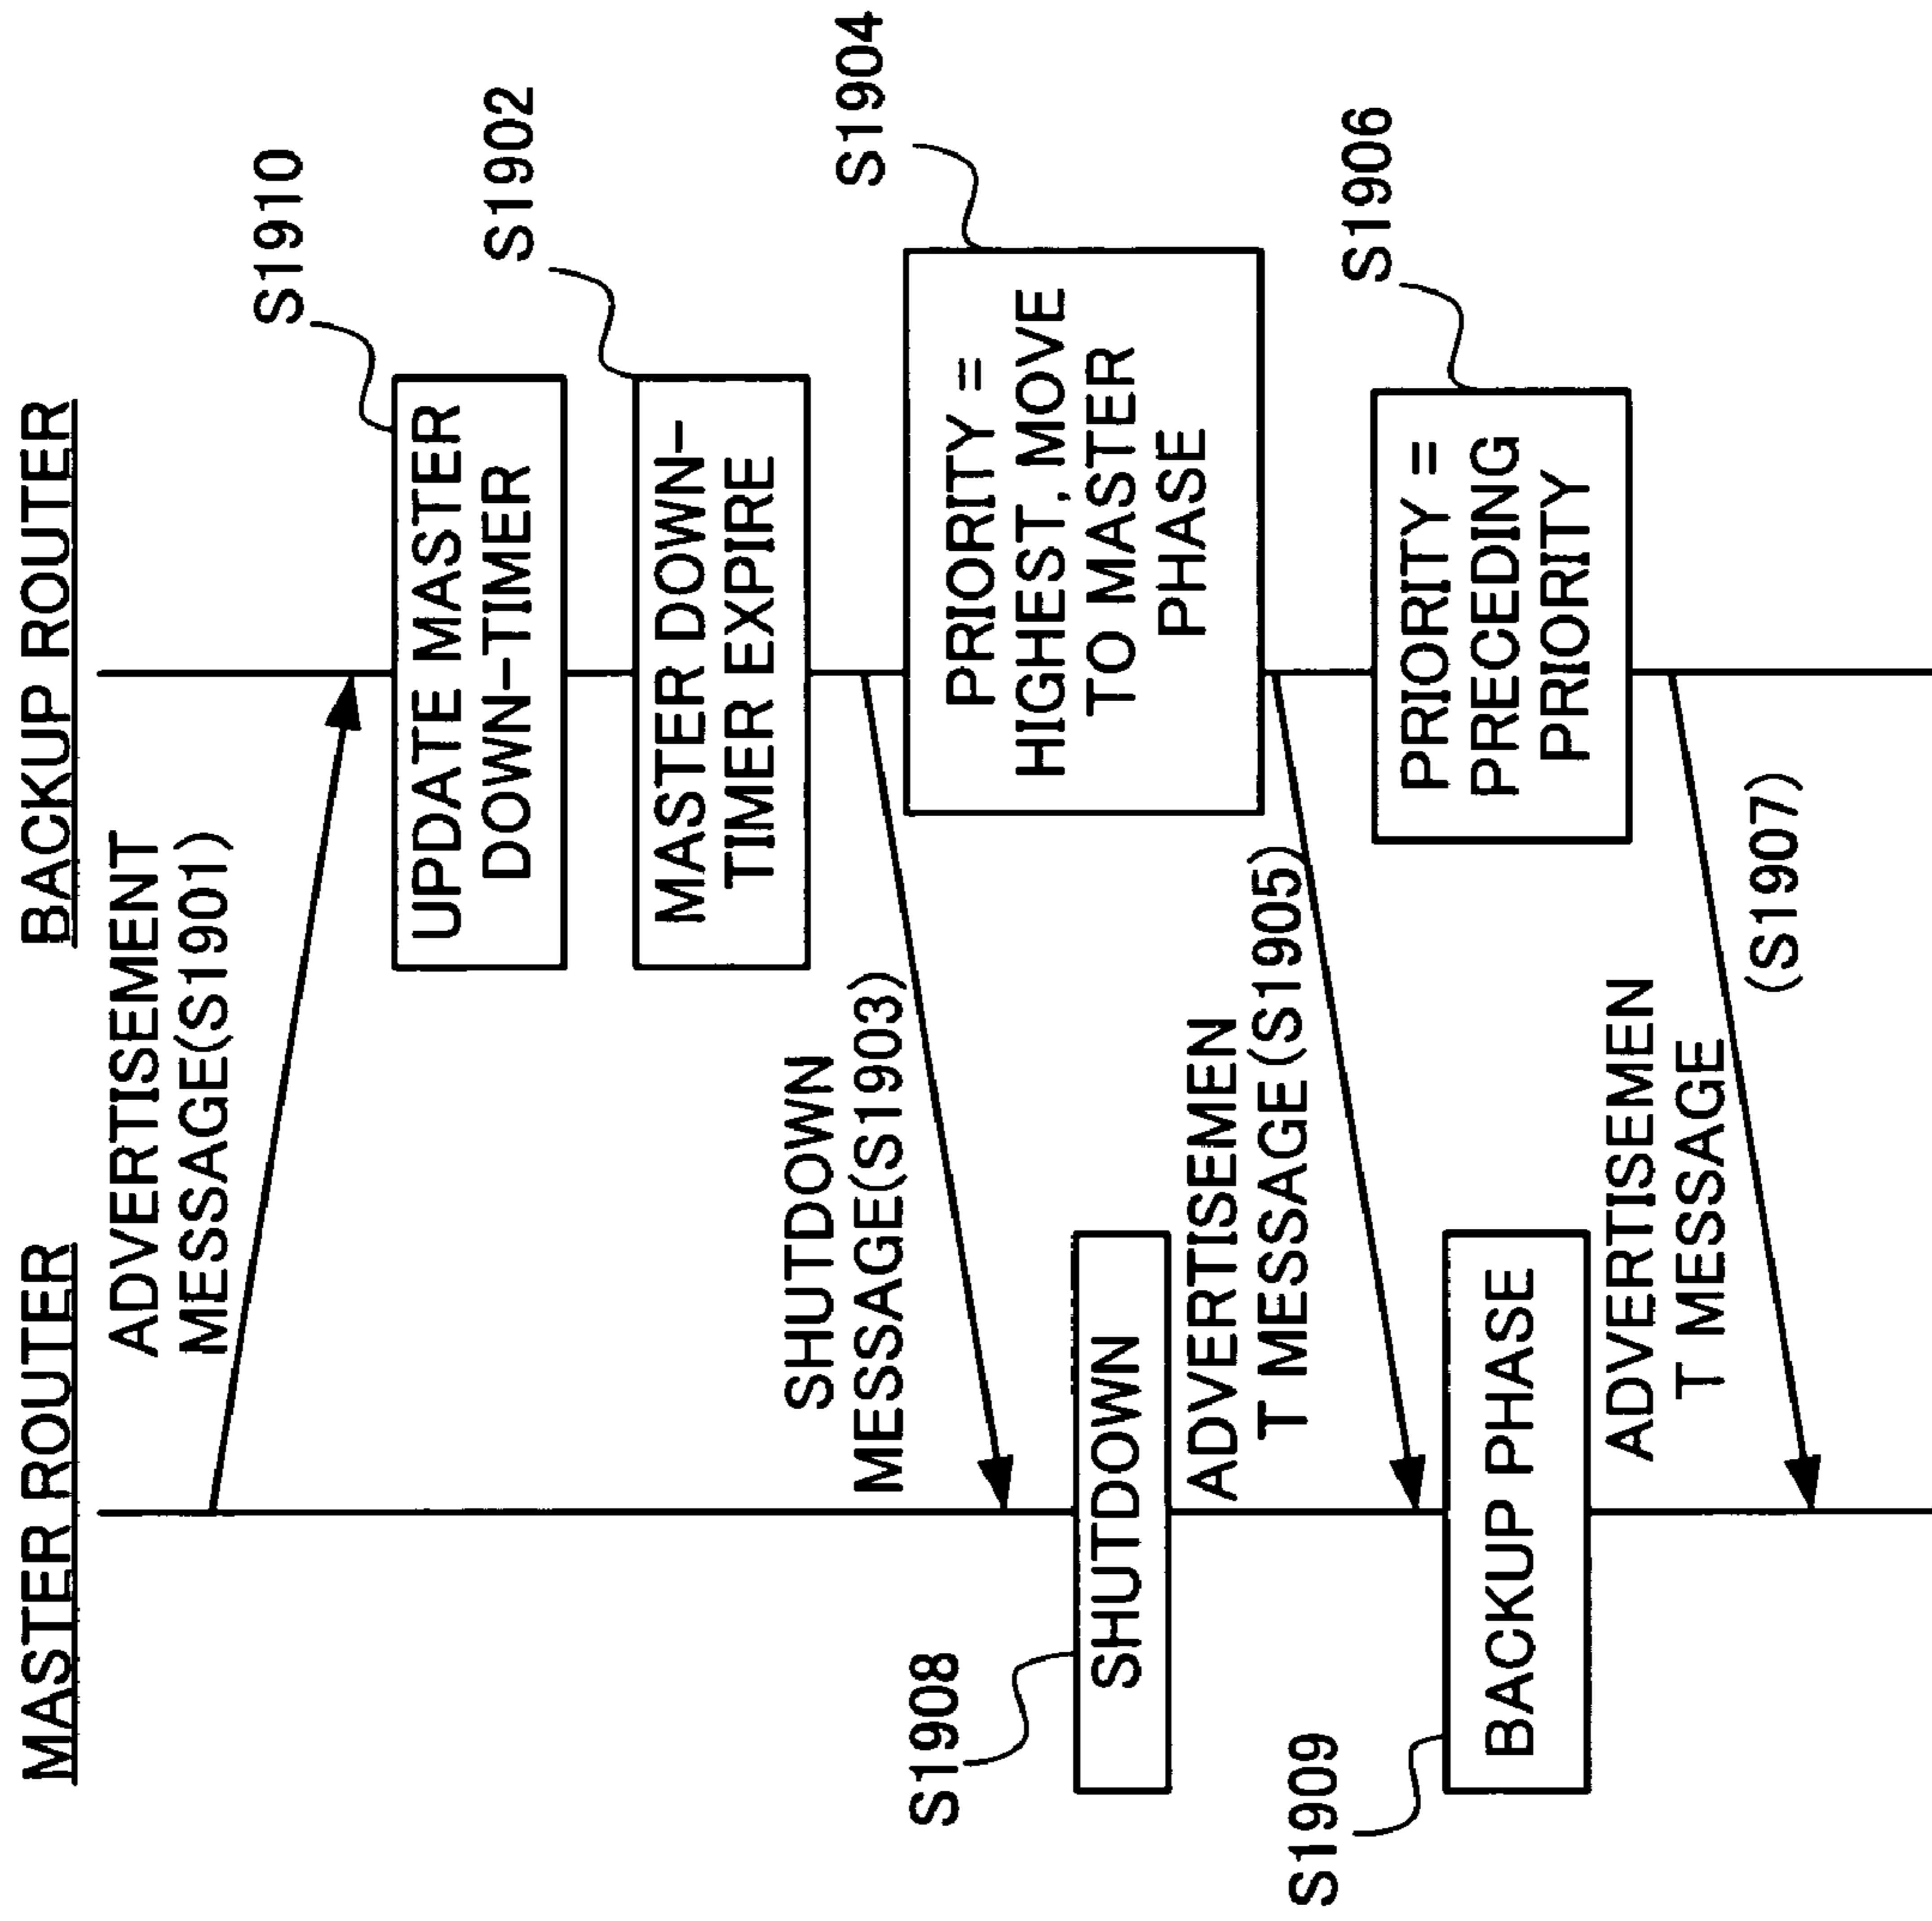 MASTER ROUTER
BACKUP ROUTER
ADVERTISEMENT
MESSAGE(S1901)
S1910
UPDATE MASTER
DOWN-TIMER
S1902
MASTER DOWN-
TIMER EXPIRE
SHUTDOWN
MESSAGE(S1903)
S1904
PRIORITY =
HIGHEST, MOVE
TO MASTER
PHASE
S1908
SHUTDOWN
ADVERTISEMEN
T MESSAGE(S1905)
S1906
PRIORITY =
PRECEDING
PRIORITY
S1909
BACKUP PHASE
ADVERTISEMEN
T MESSAGE
(S1907)